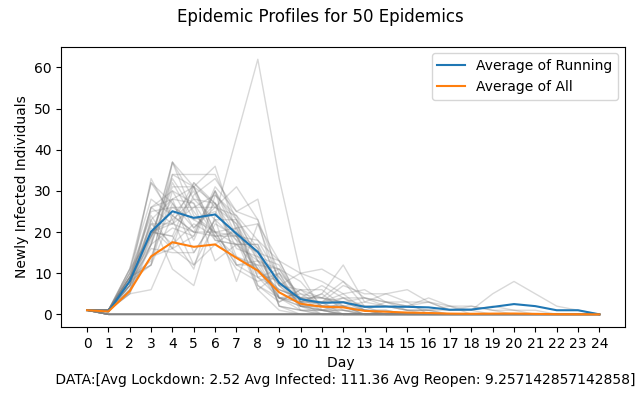 Epidemic Profiles for 50 Epidemics
Average of Running
Average of All
Newly Infected Individuals
60
50
40
30
20
10
0
0 1 2 3 4 5 6 7 8 9 10 11 12 13 14 15 16 17 18 19 20 21 22 23 24
Day
DATA:[Avg Lockdown: 2.52 Avg Infected: 111.36 Avg Reopen: 9.257142857142858]